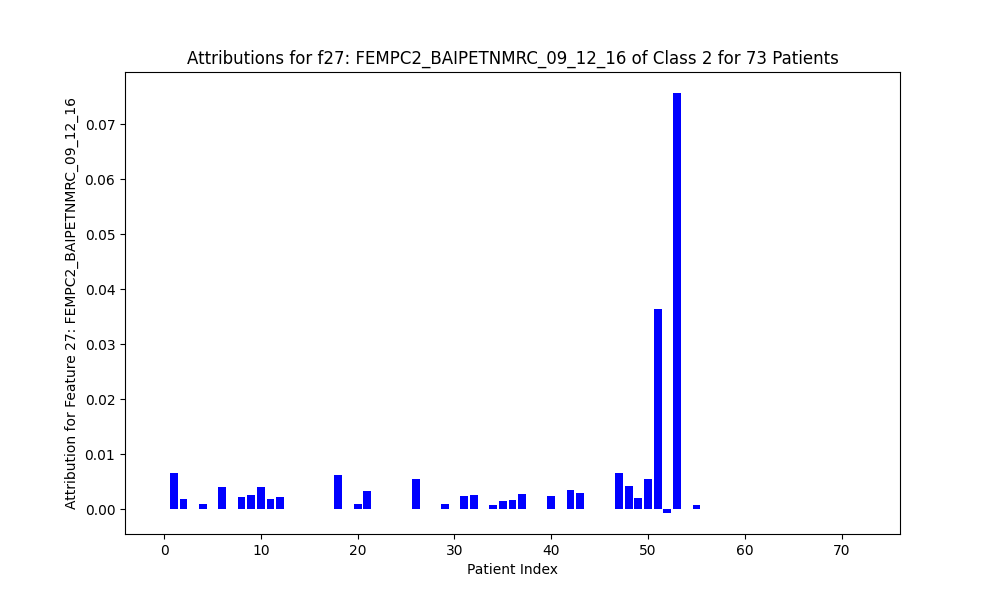 Attributions for f27: FEMPC2_BAIPETNMRC_09_12_16 of Class 2 for 73 Patients
Attribution for Feature 27: FEMPC2_BAIPETNMRC_09_12_16
0.07
0.06
0.05
0.04
0.03
0.02
0.01
0.00
0 10 20 30 40 50 60 70
Patient Index